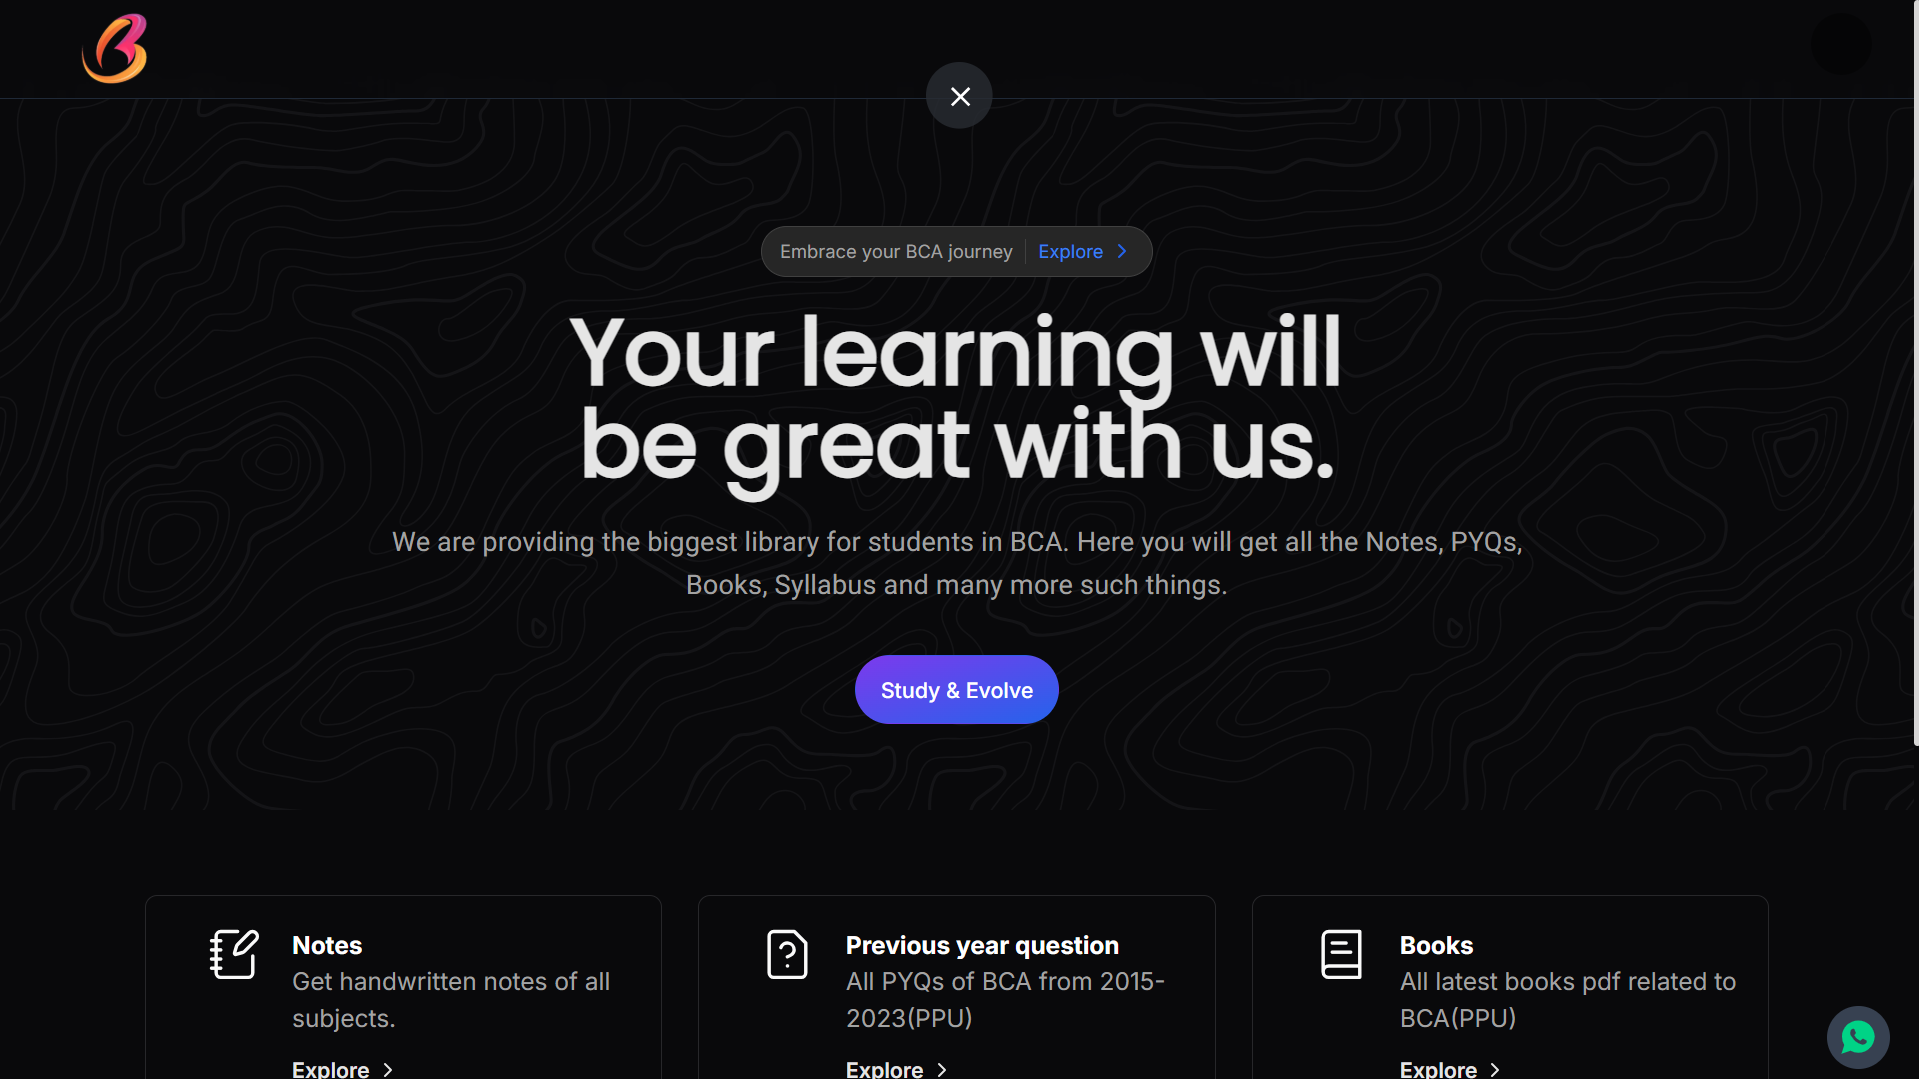 Embrace your BCA journey Explore
Your learning will
be great with us.
We are providing the biggest library for students in BCA. Here you will get all the Notes, PYQs,
Books, Syllabus and many more such things.
Study & Evolve
Notes
Get handwritten notes of all
subjects.
Explore
Previous year question
All PYQs of BCA from 2015-
2023(PPU)
Explore
Books
All latest books pdf related to
BCA(PPU)
Explore